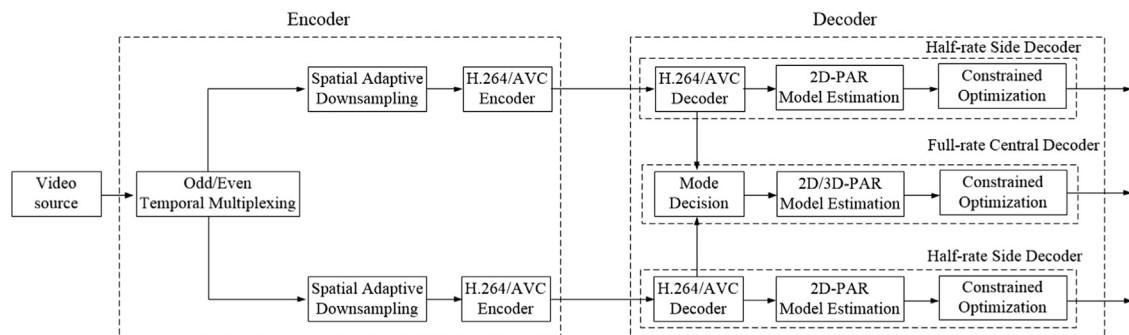 Encoder
Decoder
Half-rate Side Decoder
Spatial Adaptive
Downsampling
H.264/AVC
Encoder
H.264/AVC
Decoder
2D-PAR
Model Estimation
Constrained
Optimization
Full-rate Central Decoder
Video
source
Odd/Even
Temporal Multiplexing
Mode
Decision
2D/3D-PAR
Model Estimation
Constrained
Optimization
Half-rate Side Decoder
Spatial Adaptive
Downsampling
H.264/AVC
Encoder
H.264/AVC
Decoder
2D-PAR
Model Estimation
Constrained
Optimization